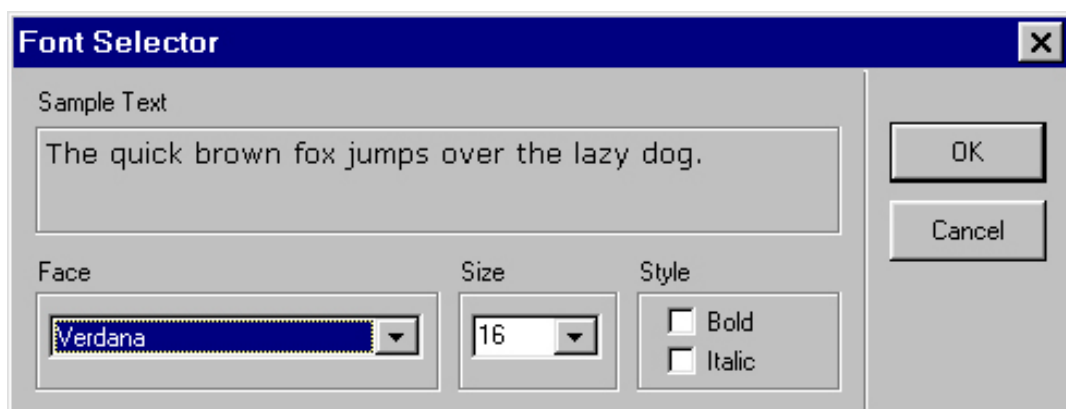 Font Selector
Sample Text
The quick brown fox jumps over the lazy dog.
OK
Cancel
Face
Size
Style
Verdana
16
Bold
Italic